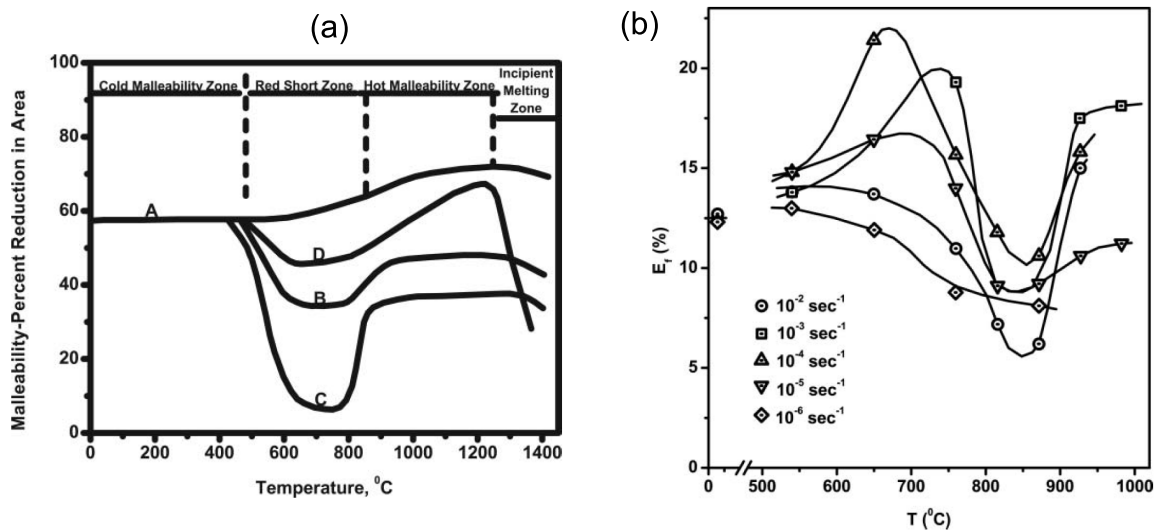 (a)
Malleability-Percent Reduction in Area
100
80
60
40
20
0
Cold Malleability Zone
Red Short Zone
Hot Malleability Zone
Incipient
Melting
Zone
A
D
B
C
0 200 400 600 800 1000 1200 1400
Temperature, ⁰C
(b)
E_f (%)
20
15
10
5
0
10⁻² sec⁻¹
10⁻³ sec⁻¹
10⁻⁴ sec⁻¹
10⁻⁵ sec⁻¹
10⁻⁶ sec⁻¹
0 500 600 700 800 900 1000
T (⁰C)